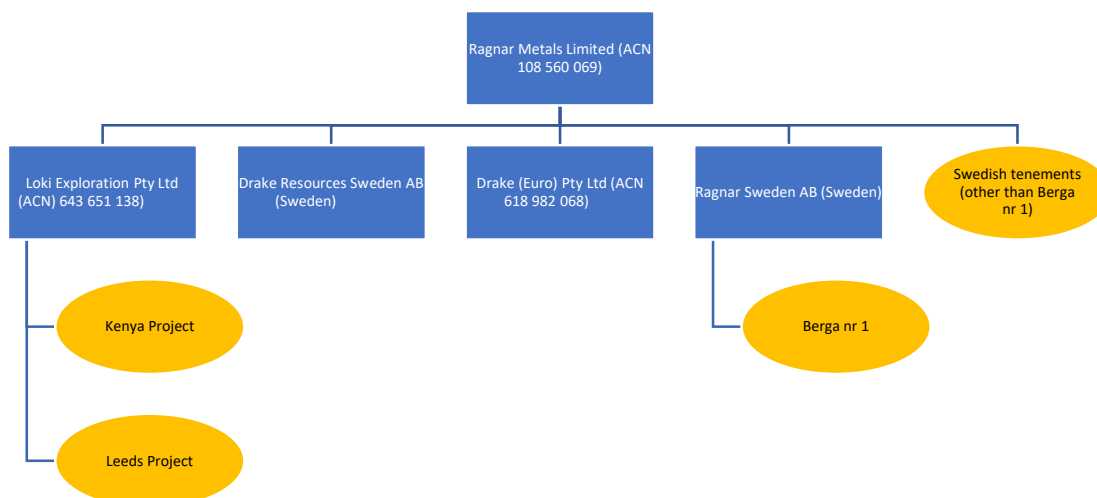 Ragnar Metals Limited (ACN
108 560 069)
Loki Exploration Pty Ltd
(ACN) 643 651 138)
Drake Resources Sweden AB
(Sweden)
Drake (Euro) Pty Ltd (ACN
618 982 068)
Ragnar Sweden AB (Sweden)
Swedish tenements
(other than Berga
nr 1)
Kenya Project
Berga nr 1
Leeds Project